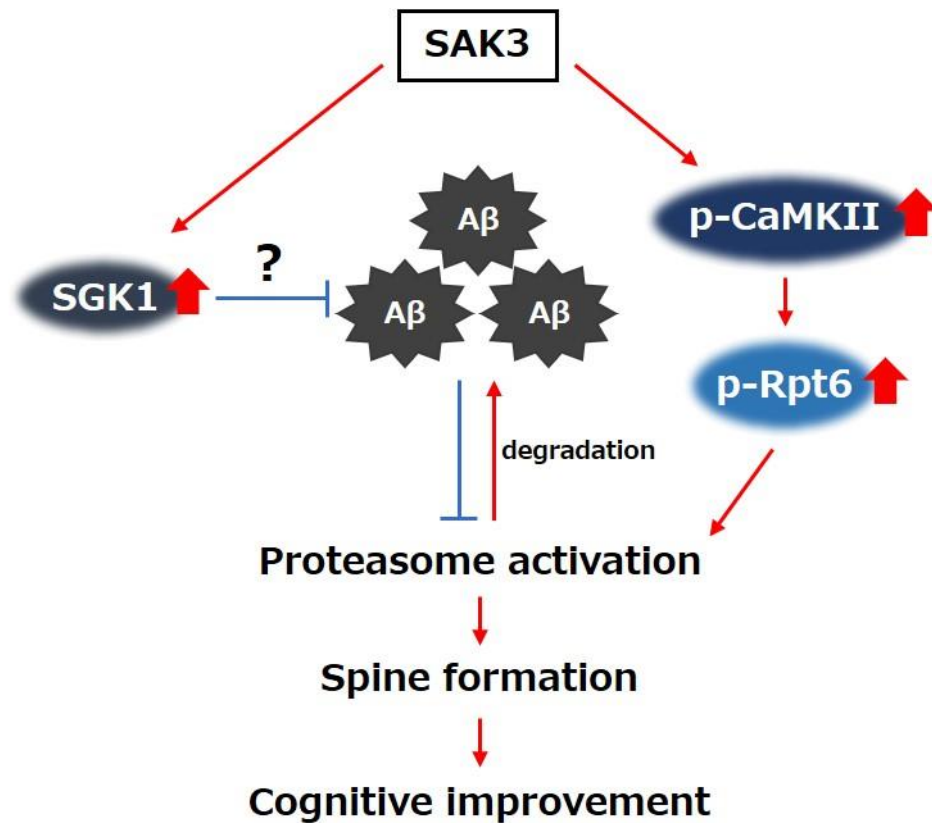 SAK3
Aβ
p-CaMKII
?
SGK1
Aβ
Aβ
p-Rpt6
degradation
Proteasome activation
Spine formation
Cognitive improvement